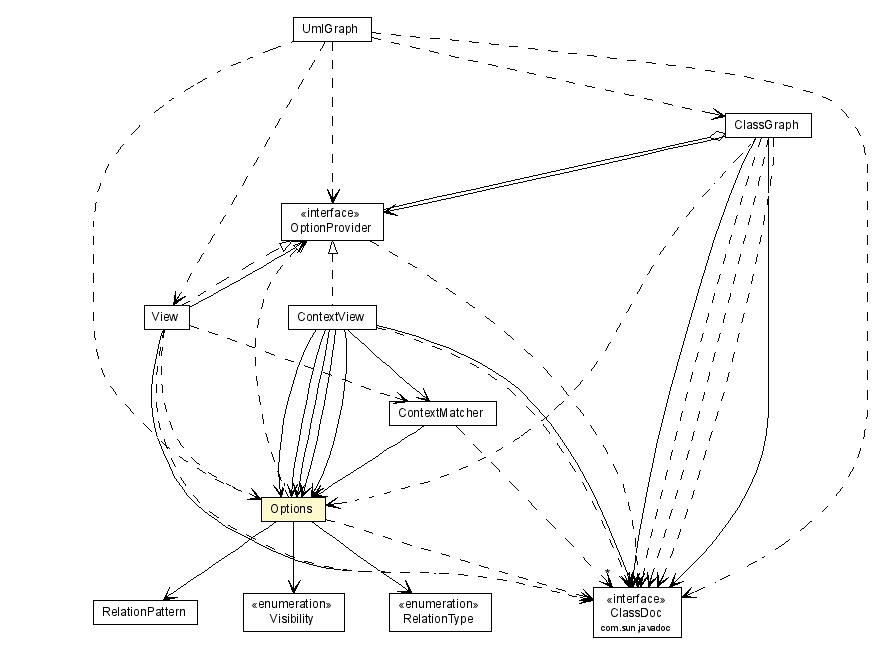 UmlGraph
ClassGraph
«interface»
OptionProvider
View
ContextView
ContextMatcher
Options
RelationPattern
«enumeration»
Visibility
«enumeration»
RelationType
*
«interface»
ClassDoc
com.sun.javadoc